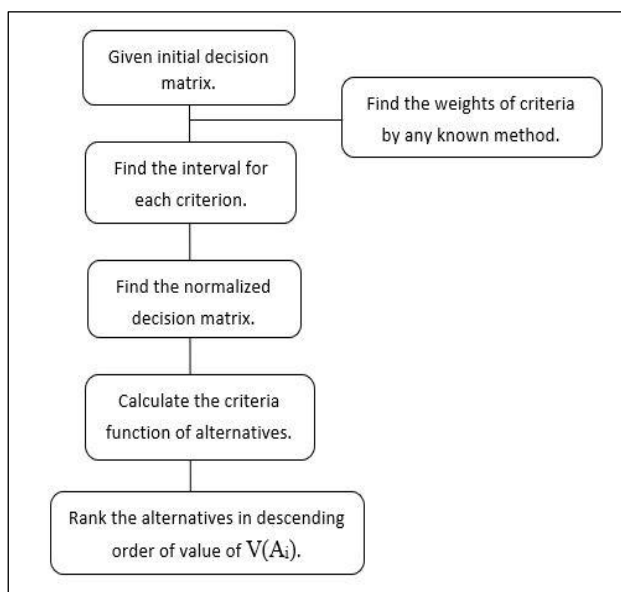 Given initial decision
matrix.
Find the weights of criteria
by any known method.
Find the interval for
each criterion.
Find the normalized
decision matrix.
Calculate the criteria
function of alternatives.
Rank the alternatives in descending
order of value of V(Aᵢ).